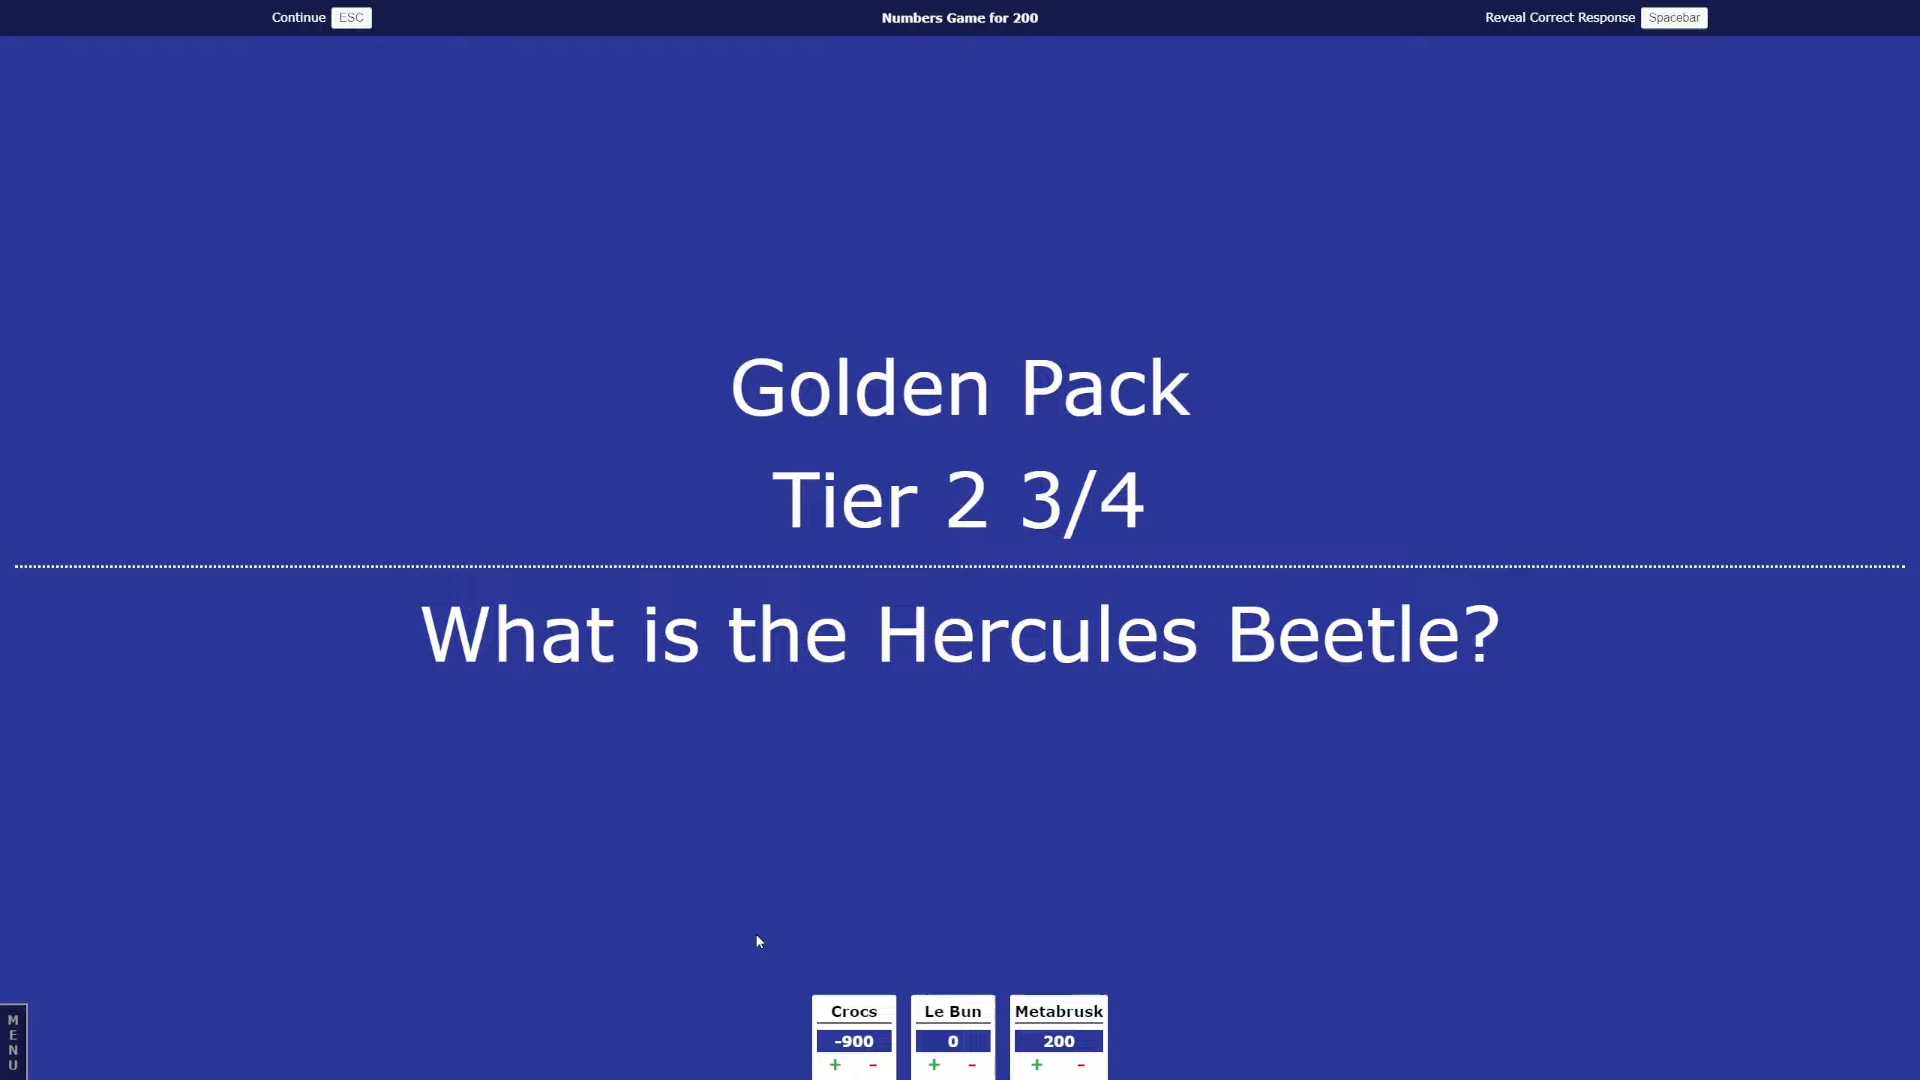 Continue ESC
Numbers Game for 200
Reveal Correct Response Spacebar
Golden Pack
Tier 2 3/4
What is the Hercules Beetle?
MENU
Crocs
-900
+ -
Le Bun
0
+ -
Metabrusk
200
+ -